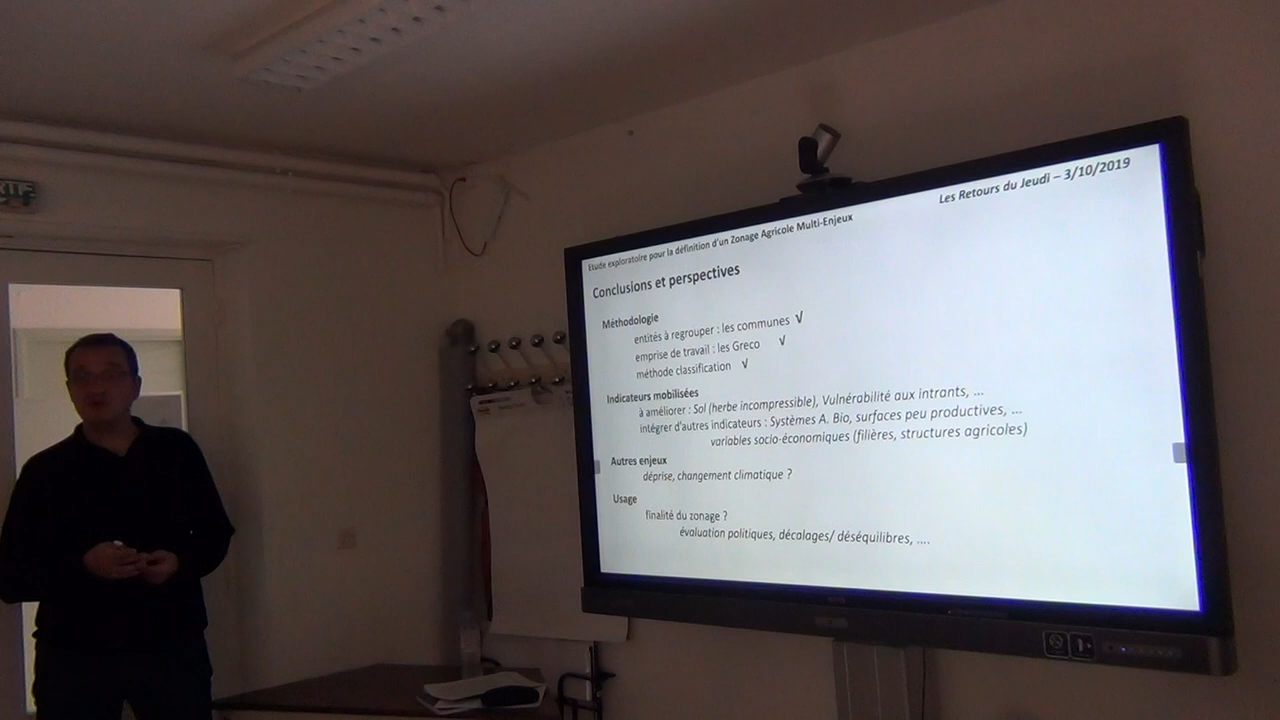 Les Retours du Jeudi – 3/10/2019
Etude exploratoire pour la définition d'un Zonage Agricole Multi-Enjeux
Conclusions et perspectives
Méthodologie
entités à regrouper : les communes √
emprise de travail : les Greco √
méthode classification √
Indicateurs mobilisées
à améliorer : Sol (herbe incompressible), Vulnérabilité aux intrants, ...
intégrer d'autres indicateurs : Systèmes A. Bio, surfaces peu productives, ...
variables socio-économiques (filières, structures agricoles)
Autres enjeux
déprise, changement climatique ?
Usage
finalité du zonage ?
évaluation politiques, décalages/ déséquilibres, ....